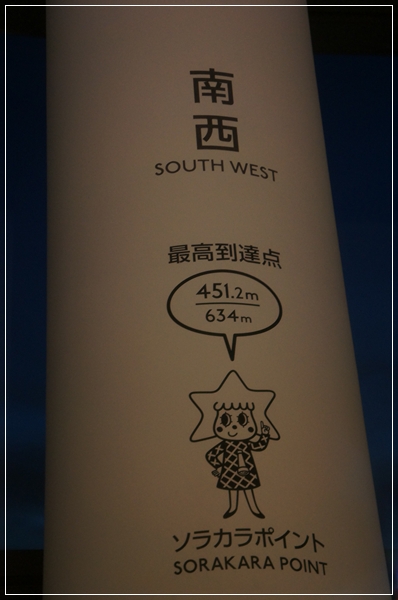 南
西
SOUTH WEST
最高到達点
451.2m
634m
ソラカラポイント
SORAKARA POINT